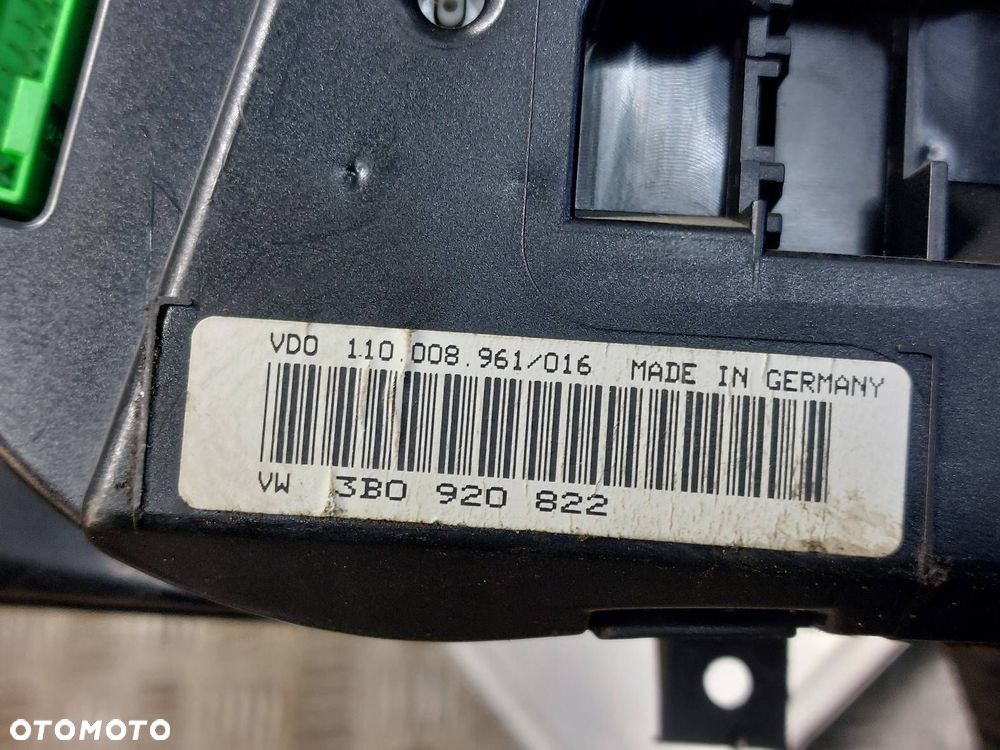 VDO 110.008.961/016 MADE IN GERMANY
VW 3B0 920 822
OTOMOTO